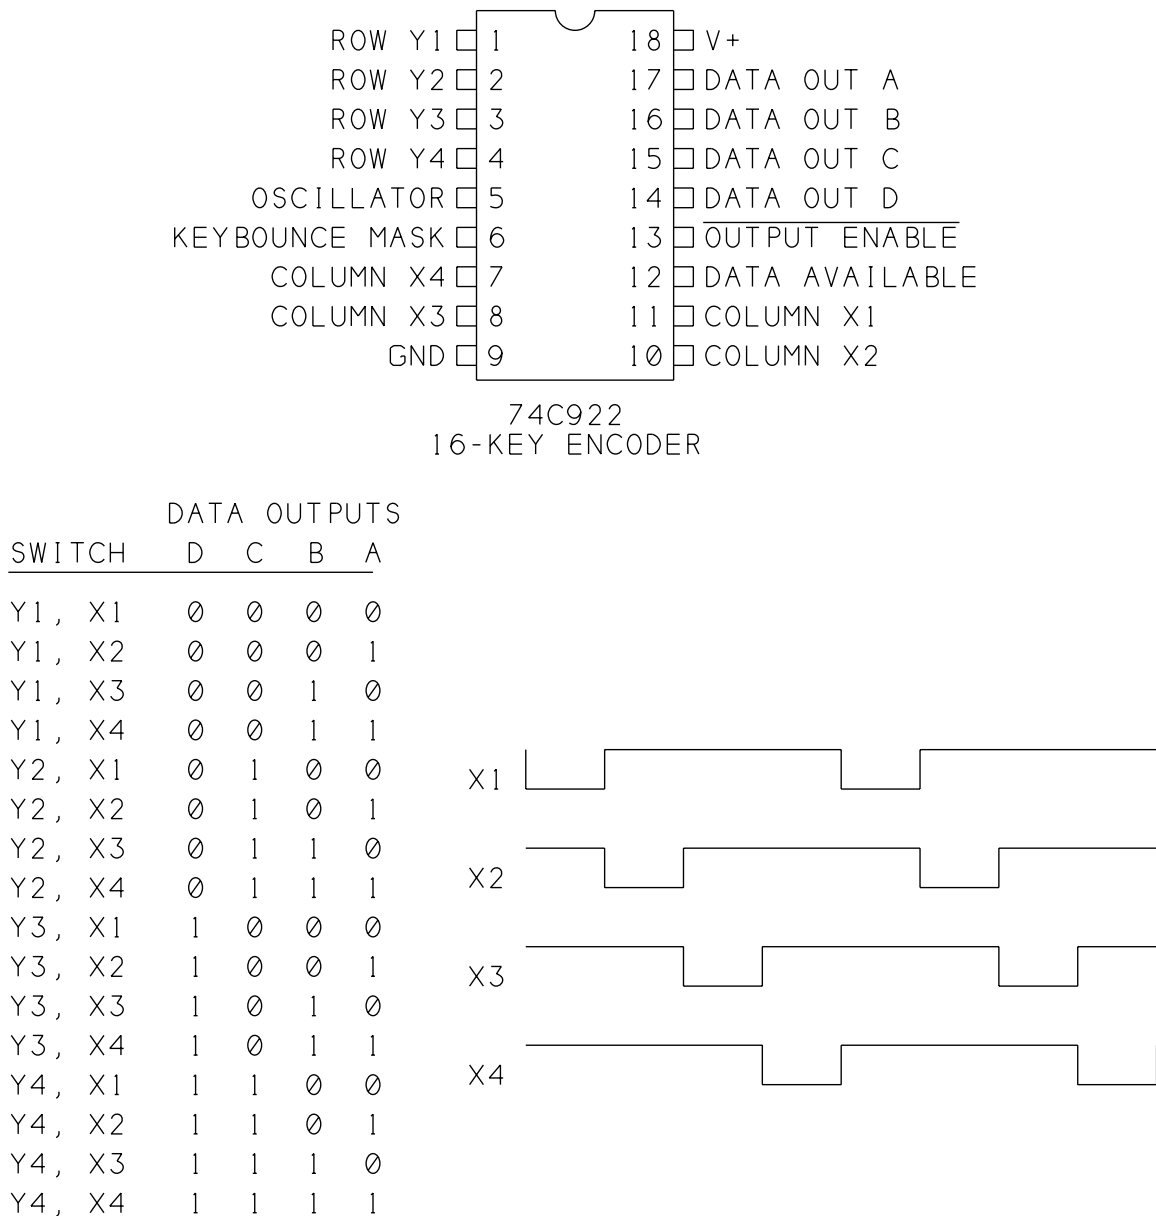 ROW Y1 1 18 V+
ROW Y2 2 17 DATA OUT A
ROW Y3 3 16 DATA OUT B
ROW Y4 4 15 DATA OUT C
OSCILLATOR 5 14 DATA OUT D
KEYBOUNCE MASK 6 13 OUTPUT ENABLE
COLUMN X4 7 12 DATA AVAILABLE
COLUMN X3 8 11 COLUMN X1
GND 9 10 COLUMN X2
74C922
16-KEY ENCODER
DATA OUTPUTS
SWITCH D C B A
Y1, X1 0 0 0 0
Y1, X2 0 0 0 1
Y1, X3 0 0 1 0
Y1, X4 0 0 1 1
Y2, X1 0 1 0 0
Y2, X2 0 1 0 1
Y2, X3 0 1 1 0
Y2, X4 0 1 1 1
Y3, X1 1 0 0 0
Y3, X2 1 0 0 1
Y3, X3 1 0 1 0
Y3, X4 1 0 1 1
Y4, X1 1 1 0 0
Y4, X2 1 1 0 1
Y4, X3 1 1 1 0
Y4, X4 1 1 1 1
X1
X2
X3
X4